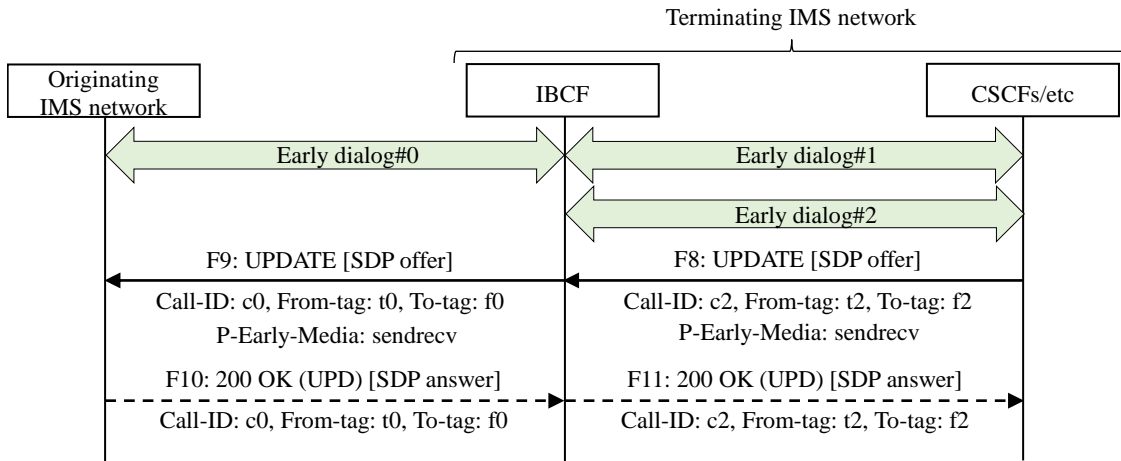 Terminating IMS network
Originating
IMS network
IBCF
CSCFs/etc
Early dialog#0
Early dialog#1
Early dialog#2
F9: UPDATE [SDP offer]
F8: UPDATE [SDP offer]
Call-ID: c0, From-tag: t0, To-tag: f0
Call-ID: c2, From-tag: t2, To-tag: f2
P-Early-Media: sendrecv
P-Early-Media: sendrecv
F10: 200 OK (UPD) [SDP answer]
F11: 200 OK (UPD) [SDP answer]
Call-ID: c0, From-tag: t0, To-tag: f0
Call-ID: c2, From-tag: t2, To-tag: f2